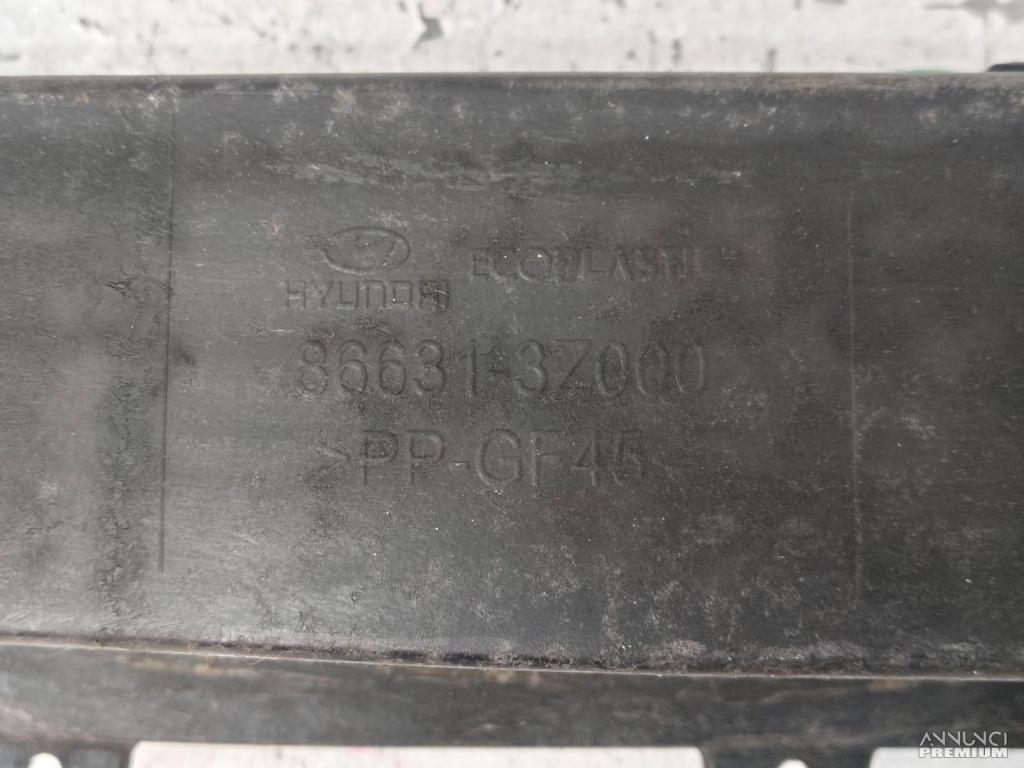 HYUNDAI ECOPLASTIC
86631-3Z000
>PP-GF45<
ANNUNCI
PREMIUM